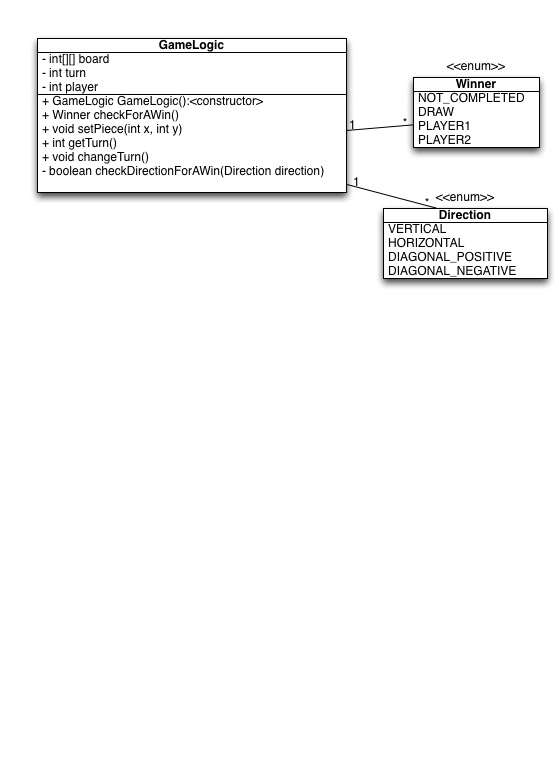 GameLogic
- int[][] board
- int turn
- int player
+ GameLogic GameLogic():<constructor>
+ Winner checkForAWin()
+ void setPiece(int x, int y)
+ int getTurn()
+ void changeTurn()
- boolean checkDirectionForAWin(Direction direction)
1
*
<<enum>>
Winner
NOT_COMPLETED
DRAW
PLAYER1
PLAYER2
1
*
<<enum>>
Direction
VERTICAL
HORIZONTAL
DIAGONAL_POSITIVE
DIAGONAL_NEGATIVE